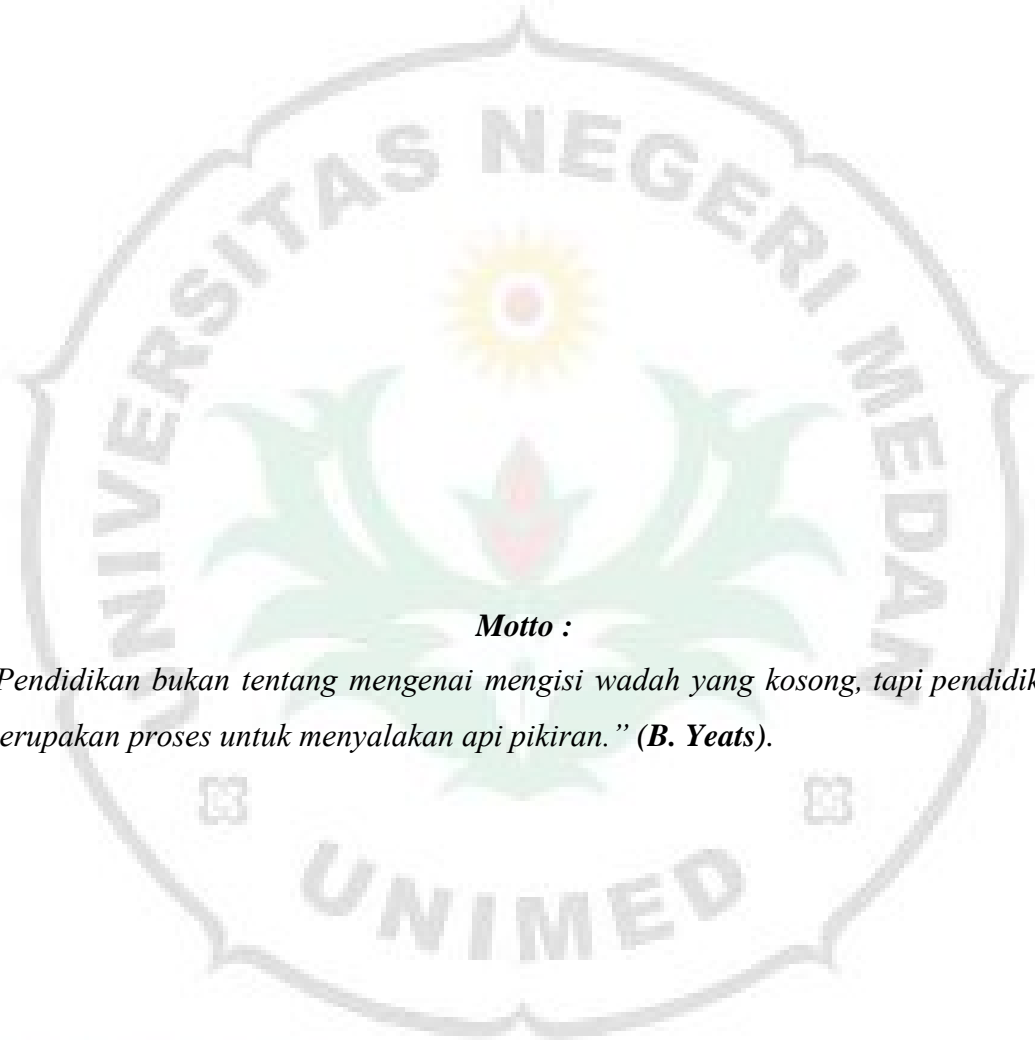 UNIVERSITAS NEGERI MEDAN
Motto :
Pendidikan bukan tentang mengenai mengisi wadah yang kosong, tapi pendidik
erupakan proses untuk menyalakan api pikiran.” (B. Yeats).
UNIMED